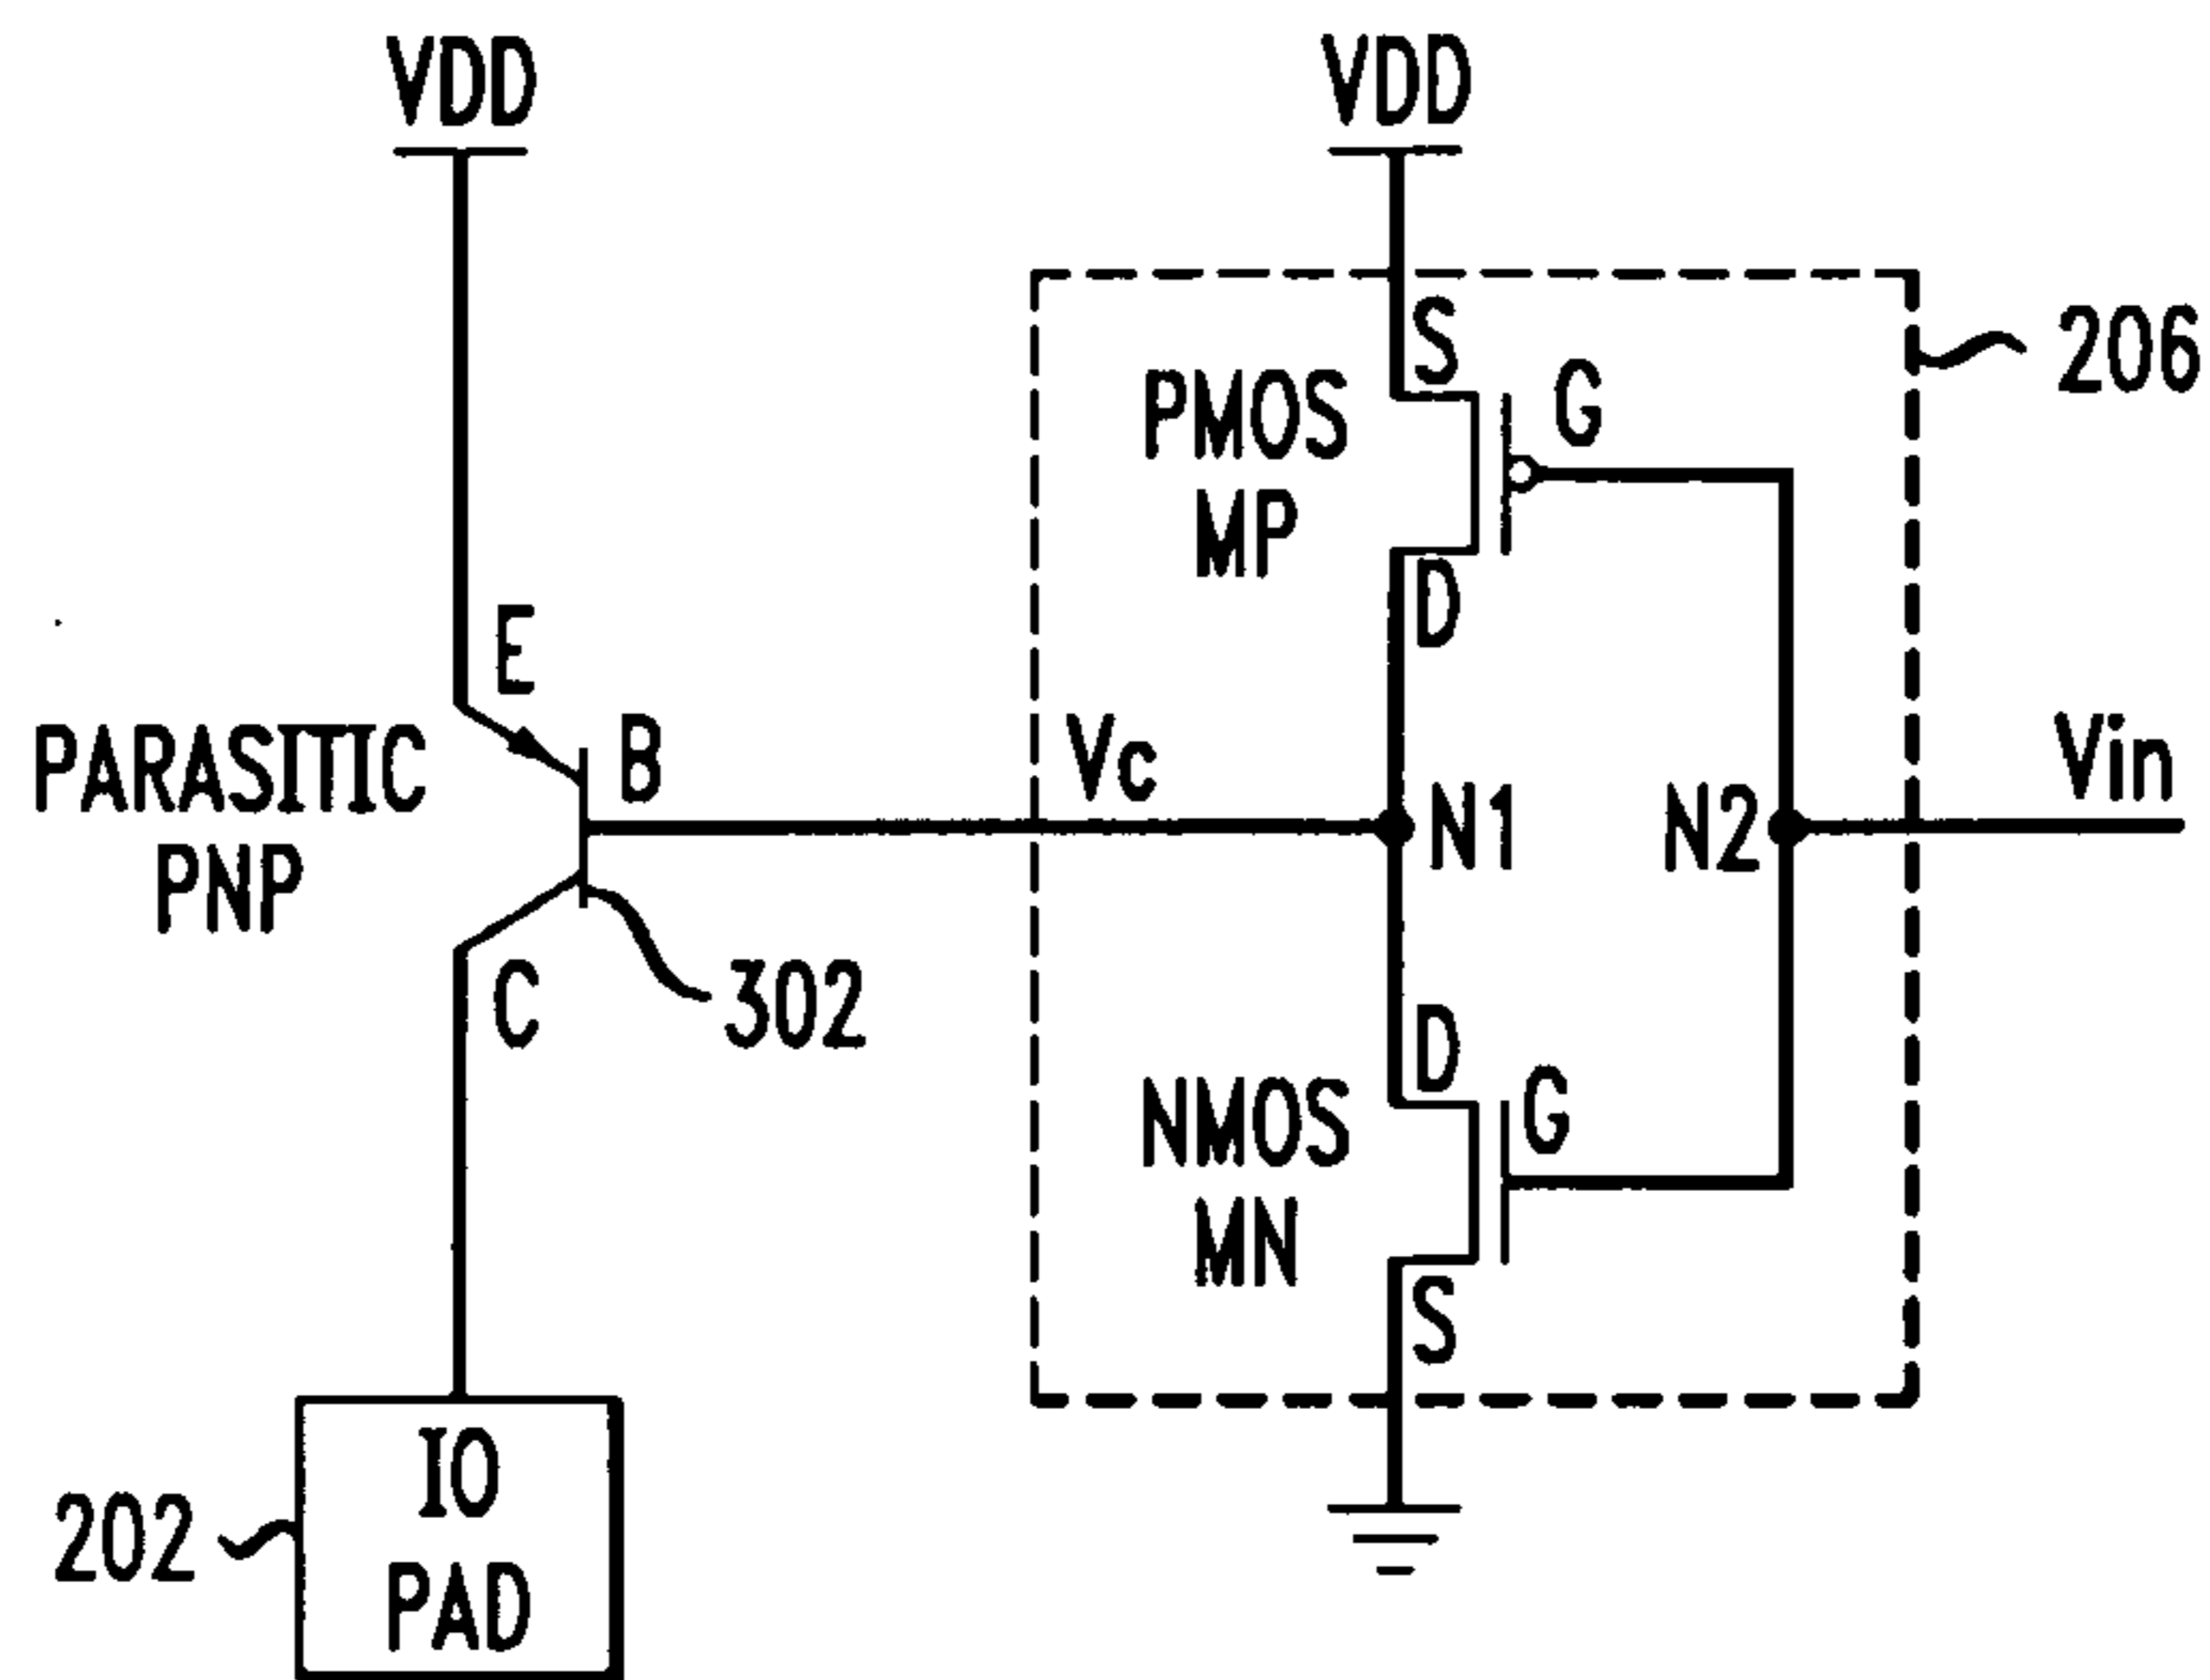 VDD
VDD
206
S
G
PMOS
MP
D
E
B
PARASITIC
PNP
Vc
N1
N2
Vin
C
302
D
G
NMOS
MN
S
IO
PAD
202